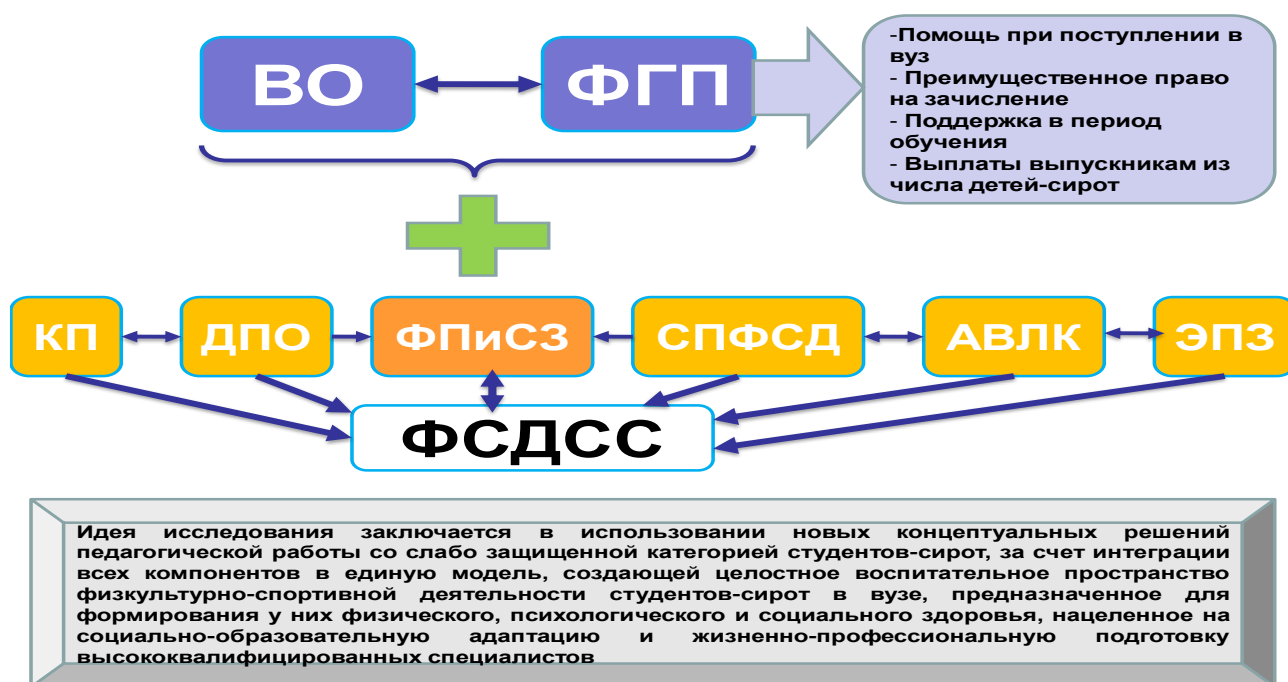 ВО
ФГП
-Помощь при поступлении в
вуз
- Преимущественное право
на зачисление
- Поддержка в период
обучения
- Выплаты выпускникам из
числа детей-сирот
КП
ДПО
ФПиСЗ
СПФСД
АВЛК
ЭПЗ
ФСДСС
Идея исследования заключается в использовании новых концептуальных решений
педагогической работы со слабо защищенной категорией студентов-сирот, за счет интеграции
всех компонентов в единую модель, создающей целостное воспитательное пространство
физкультурно-спортивной деятельности студентов-сирот в вузе, предназначенное для
формирования у них физического, психологического и социального здоровья, нацеленное на
социально-образовательную адаптацию и жизненно-профессиональную подготовку
высококвалифицированных специалистов